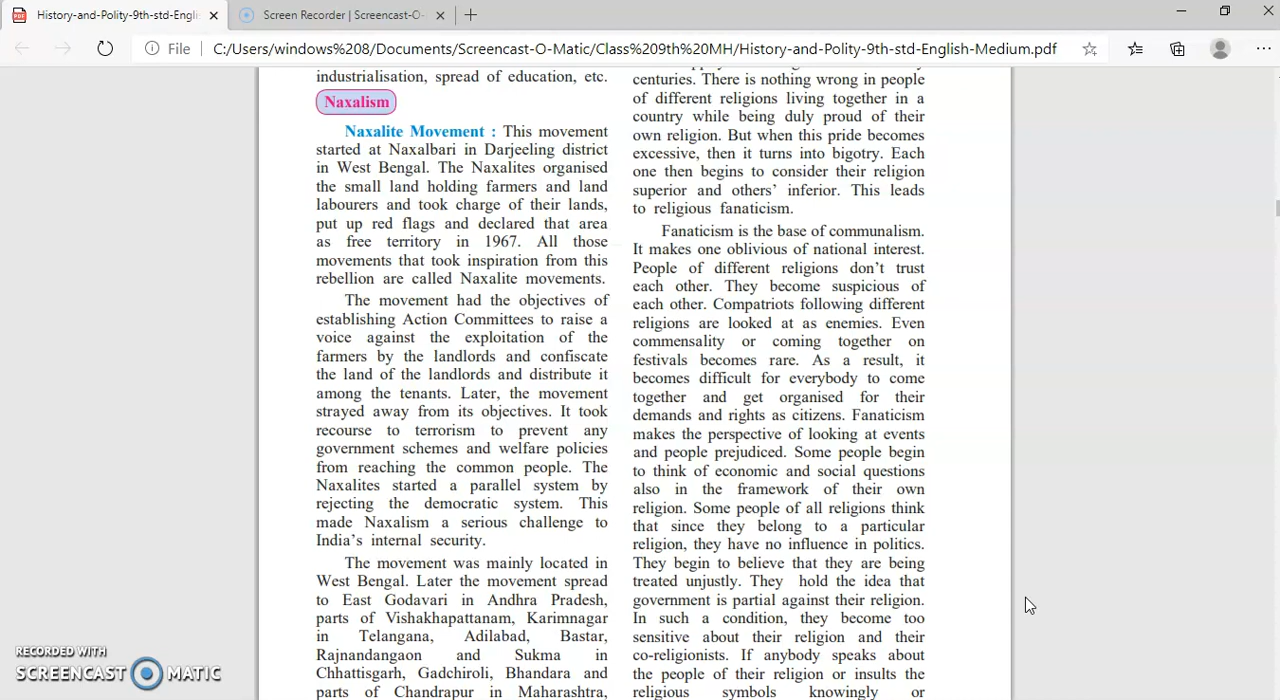 History-and-Polity-9th-std-Engli
Screen Recorder | Screencast-O-
File
C:/Users/windows%208/Documents/Screencast-O-Matic/Class%209th%20MH/History-and-Polity-9th-std-English-Medium.pdf
industrialisation, spread of education, etc.
Naxalism
Naxalite Movement : This movement
started at Naxalbari in Darjeeling district
in West Bengal. The Naxalites organised
the small land holding farmers and land
labourers and took charge of their lands,
put up red flags and declared that area
as free territory in 1967. All those
movements that took inspiration from this
rebellion are called Naxalite movements.
The movement had the objectives of
establishing Action Committees to raise a
voice against the exploitation of the
farmers by the landlords and confiscate
the land of the landlords and distribute it
among the tenants. Later, the movement
strayed away from its objectives. It took
recourse to terrorism to prevent any
government schemes and welfare policies
from reaching the common people. The
Naxalites started a parallel system by
rejecting the democratic system. This
made Naxalism a serious challenge to
India's internal security.
The movement was mainly located in
West Bengal. Later the movement spread
to East Godavari in Andhra Pradesh,
parts of Vishakhapattanam, Karimnagar
in Telangana, Adilabad, Bastar,
Rajnandangaon and Sukma in
Chhattisgarh, Gadchiroli, Bhandara and
parts of Chandrapur in Maharashtra,
centuries. There is nothing wrong in people
of different religions living together in a
country while being duly proud of their
own religion. But when this pride becomes
excessive, then it turns into bigotry. Each
one then begins to consider their religion
superior and others' inferior. This leads
to religious fanaticism.
Fanaticism is the base of communalism.
It makes one oblivious of national interest.
People of different religions don't trust
each other. They become suspicious of
each other. Compatriots following different
religions are looked at as enemies. Even
commensality or coming together on
festivals becomes rare. As a result, it
becomes difficult for everybody to come
together and get organised for their
demands and rights as citizens. Fanaticism
makes the perspective of looking at events
and people prejudiced. Some people begin
to think of economic and social questions
also in the framework of their own
religion. Some people of all religions think
that since they belong to a particular
religion, they have no influence in politics.
They begin to believe that they are being
treated unjustly. They hold the idea that
government is partial against their religion.
In such a condition, they become too
sensitive about their religion and their
co-religionists. If anybody speaks about
the people of their religion or insults the
religious symbols knowingly or
RECORDED WITH
SCREENCAST MATIC